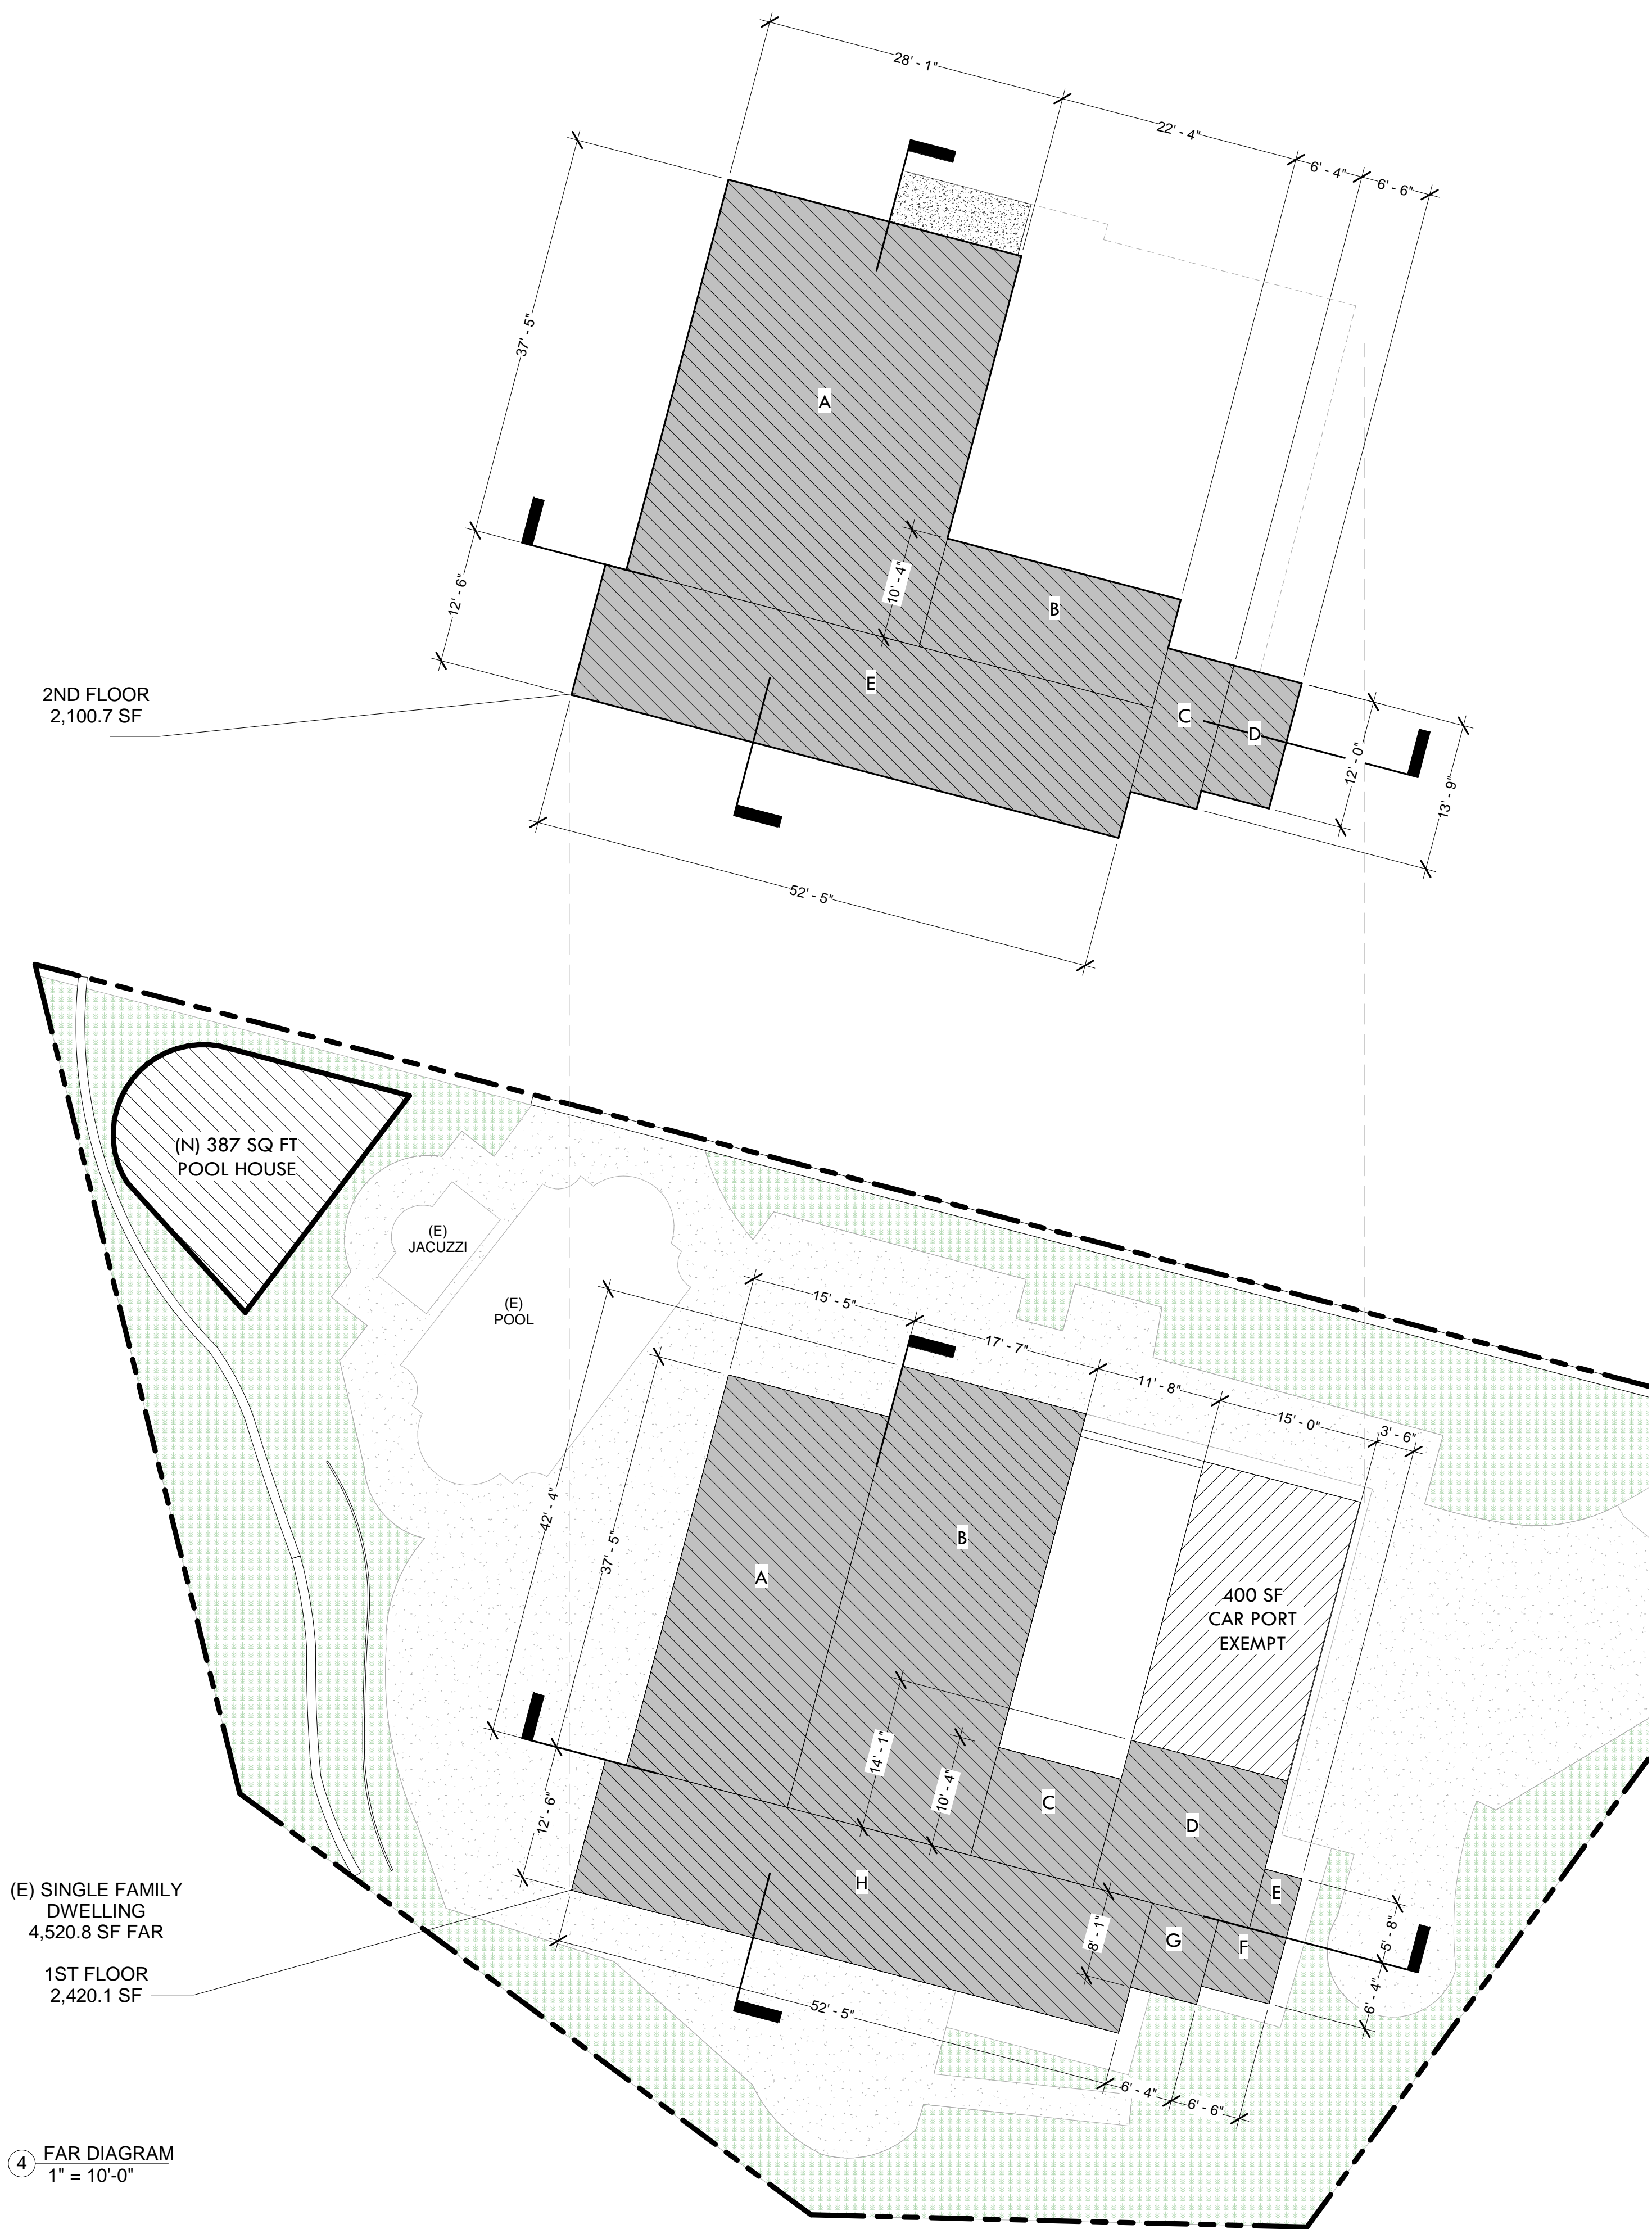 28' - 1"
22' - 4"
6' - 4"
6' - 6"
37' - 5"
A
12' - 6"
10' - 4"
B
E
C
D
12' - 0"
13' - 9"
2ND FLOOR
2,100.7 SF
52' - 5"
(N) 387 SQ FT
POOL HOUSE
(E)
JACUZZI
(E)
POOL
15' - 5"
17' - 7"
11' - 8"
15' - 0"
3' - 6"
42' - 4"
37' - 5"
A
B
400 SF
CAR PORT
EXEMPT
14' - 1"
10' - 4"
C
D
12' - 6"
H
E
8' - 1"
G
F
5' - 8"
6' - 4"
(E) SINGLE FAMILY
DWELLING
4,520.8 SF FAR
1ST FLOOR
2,420.1 SF
52' - 5"
6' - 4"
6' - 6"
4
FAR DIAGRAM
1" = 10'-0"